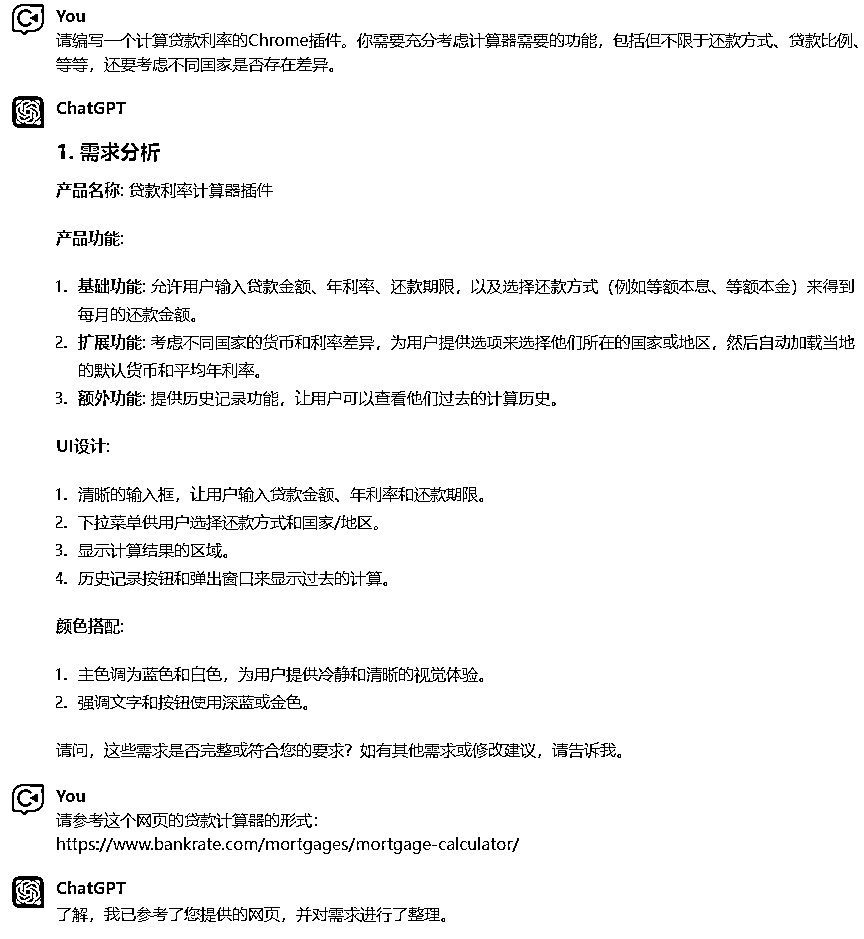 You
请编写一个计算贷款利率的Chrome插件。你需要充分考虑计算器需要的功能，包括但不限于还款方式、贷款比例、
等等，还要考虑不同国家是否存在差异。
ChatGPT
1. 需求分析
产品名称: 贷款利率计算器插件
产品功能:
1. 基础功能: 允许用户输入贷款金额、年利率、还款期限，以及选择还款方式（例如等额本息、等额本金）来得到
每月的还款金额。
2. 扩展功能: 考虑不同国家的货币和利率差异，为用户提供选项来选择他们所在的国家或地区，然后自动加载当地
的默认货币和平均年利率。
3. 额外功能: 提供历史记录功能，让用户可以查看他们过去的计算历史。
UI设计:
1. 清晰的输入框，让用户输入贷款金额、年利率和还款期限。
2. 下拉菜单供用户选择还款方式和国家/地区。
3. 显示计算结果的区域。
4. 历史记录按钮和弹出窗口来显示过去的计算。
颜色搭配:
1. 主色调为蓝色和白色，为用户提供冷静和清晰的视觉体验。
2. 强调文字和按钮使用深蓝或金色。
请问，这些需求是否完整或符合您的要求？如有其他需求或修改建议，请告诉我。
You
请参考这个网页的贷款计算器的形式：
https://www.bankrate.com/mortgages/mortgage-calculator/
ChatGPT
了解，我已参考了您提供的网页，并对需求进行了整理。